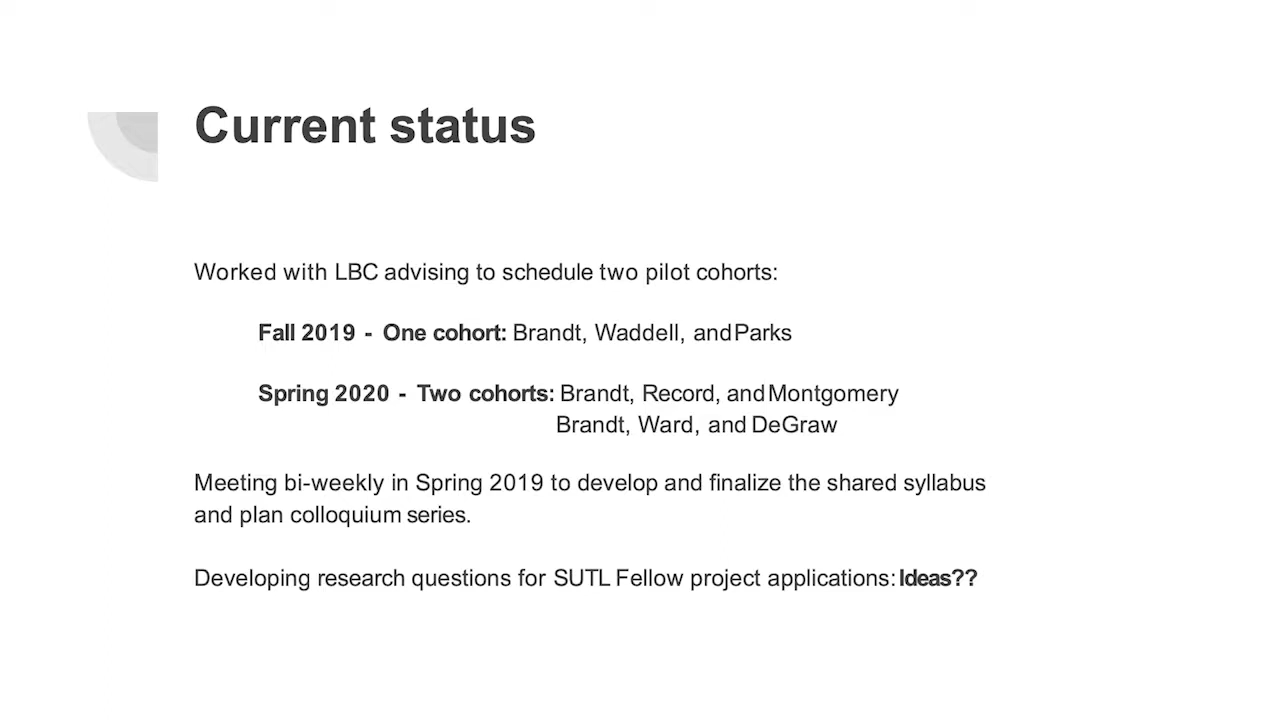 Current status
Worked with LBC advising to schedule two pilot cohorts:
Fall 2019 - One cohort: Brandt, Waddell, and Parks
Spring 2020 - Two cohorts: Brandt, Record, and Montgomery
Brandt, Ward, and DeGraw
Meeting bi-weekly in Spring 2019 to develop and finalize the shared syllabus
and plan colloquium series.
Developing research questions for SUTL Fellow project applications: Ideas??